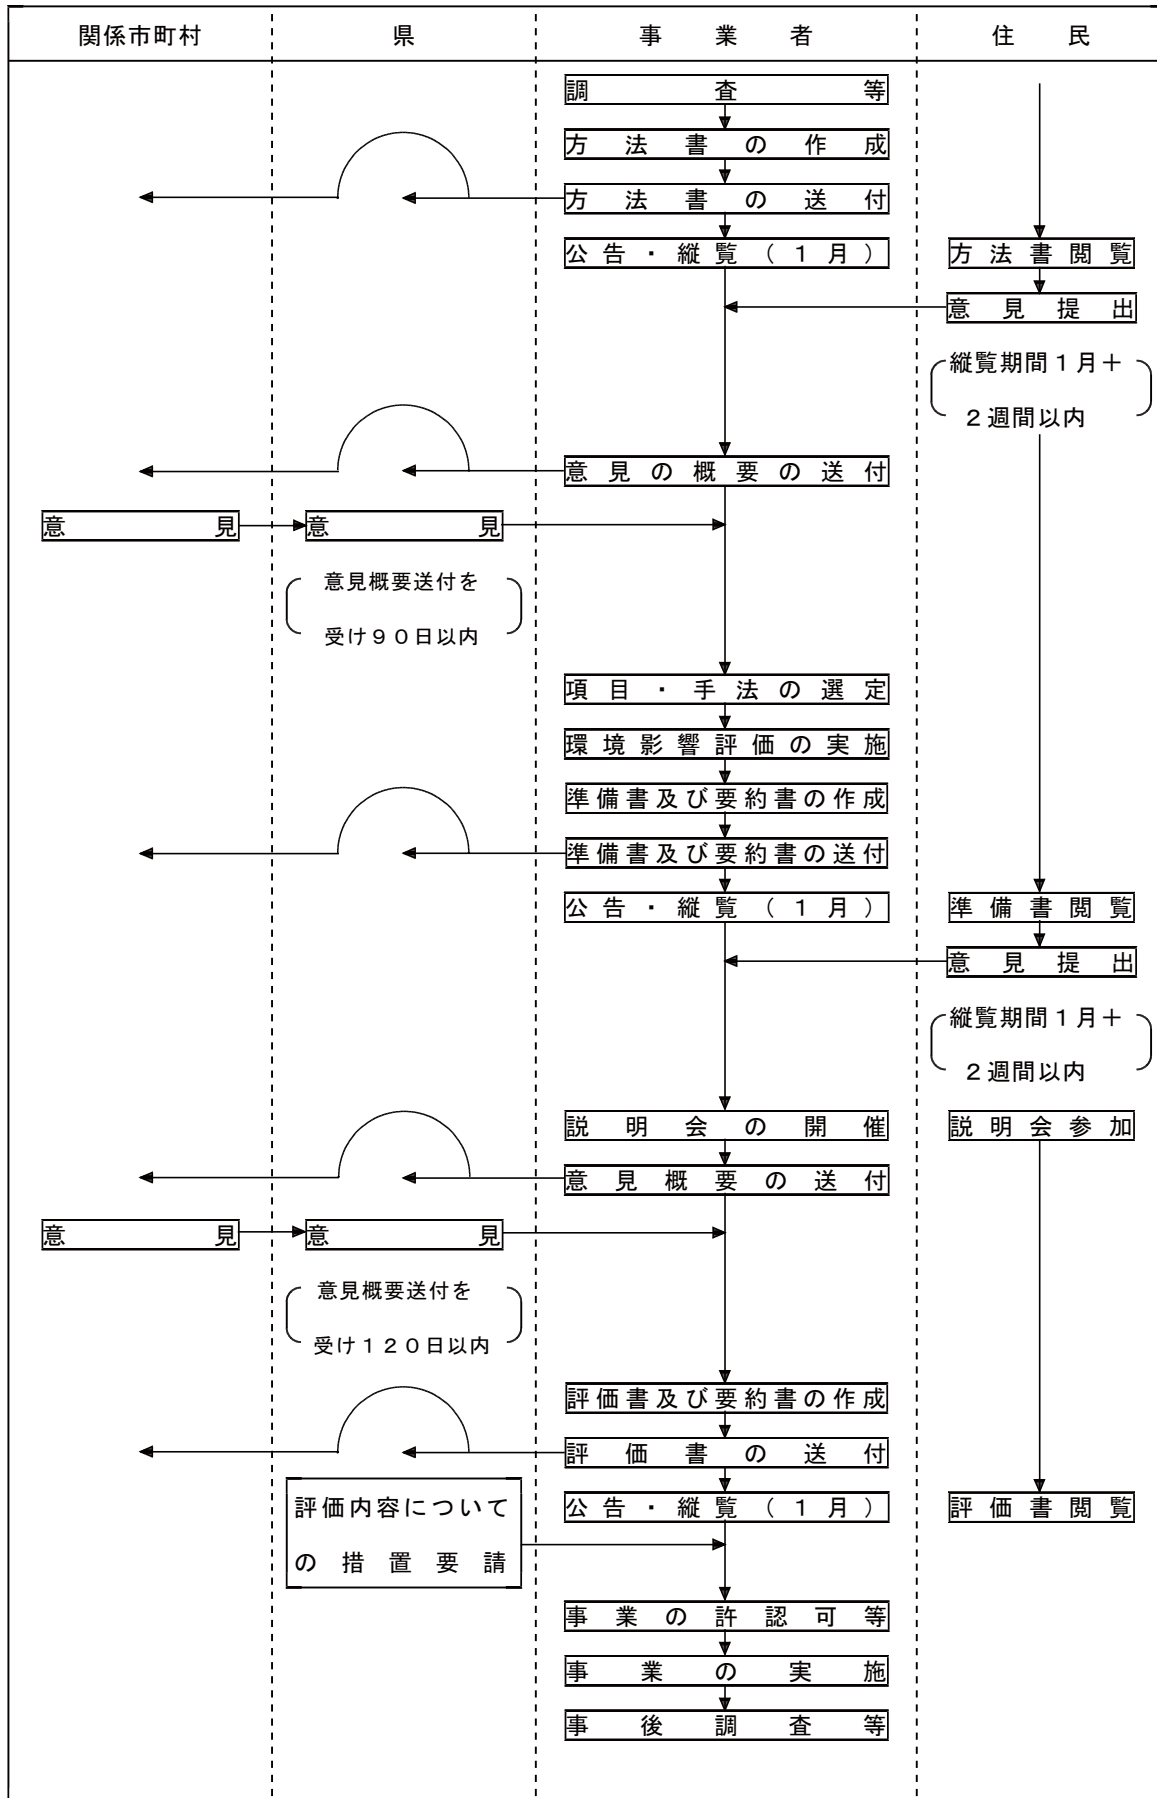 関係市町村 県 事業者 住民
調査等
方法書の作成
方法書の送付
公告・縦覧（１月） 方法書閲覧
意見提出
縦覧期間１月＋
２週間以内
意見の概要の送付
意見 意見
意見概要送付を
受け９０日以内
項目・手法の選定
環境影響評価の実施
準備書及び要約書の作成
準備書及び要約書の送付
公告・縦覧（１月） 準備書閲覧
意見提出
縦覧期間１月＋
２週間以内
説明会の開催 説明会参加
意見概要の送付
意見 意見
意見概要送付を
受け１２０日以内
評価書及び要約書の作成
評価書の送付
公告・縦覧（１月） 評価書閲覧
評価内容について
の措置要請
事業の許認可等
事業の実施
事後調査等